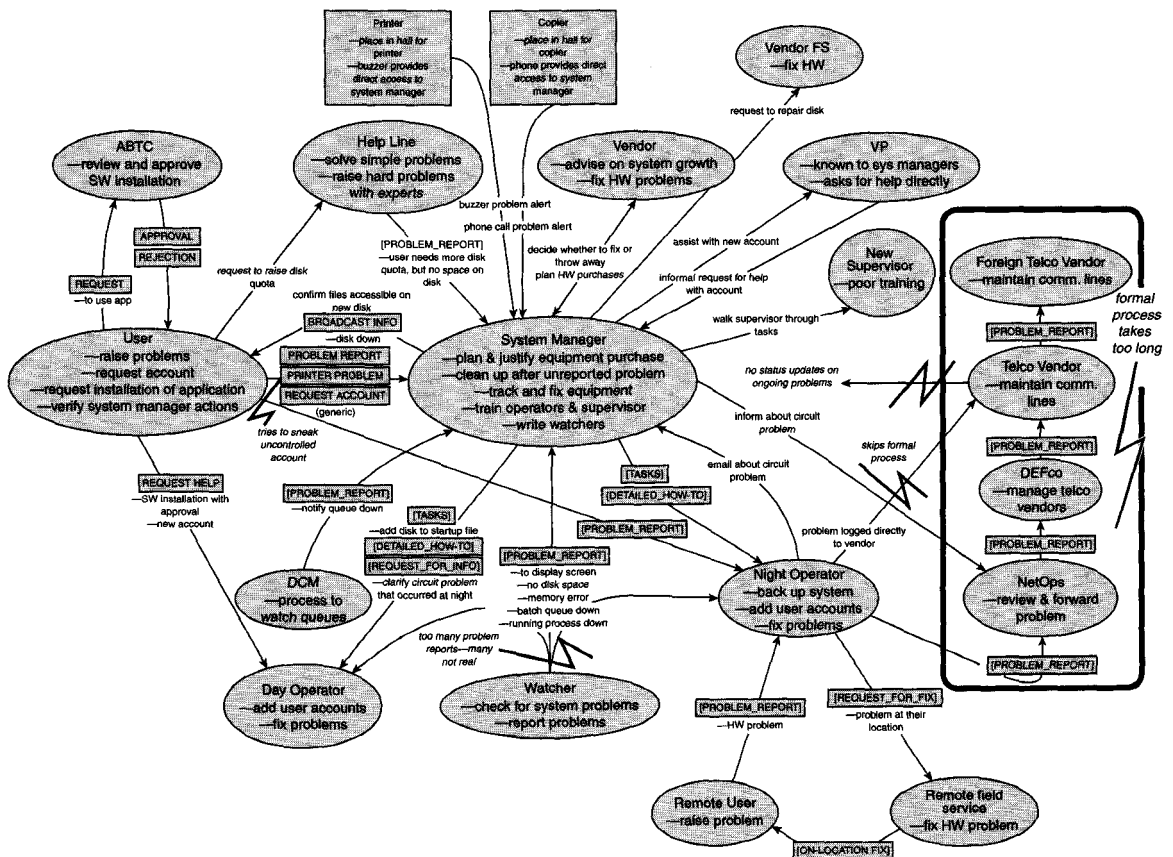 Printer
—place in hall for
printer
—buzzer provides
direct access to
system manager
Copier
—place in hall for
copier
—phone provides direct
access to system
manager
Vendor FS
—fix HW
request to repair disk
ABTC
—review and approve
SW installation
Help Line
—solve simple problems
—raise hard problems
with experts
Vendor
—advise on system growth
—fix HW problems
VP
—known to sys managers
—asks for help directly
buzzer problem alert
phone call problem alert
APPROVAL
REJECTION
REQUEST
—to use app
request to raise disk
quota
[PROBLEM_REPORT]
—user needs more disk
quota, but no space on
disk
decide whether to fix or
throw away
plan HW purchases
assist with new account
informal request for help
with account
New
Supervisor
—poor training
walk supervisor through
tasks
Foreign Telco Vendor
—maintain comm. lines
formal
process
takes
too long
confirm files accessible on
new disk
BROADCAST INFO
—disk down
User
—raise problems
—request account
—request installation of application
—verify system manager actions
PROBLEM REPORT
PRINTER PROBLEM
REQUEST ACCOUNT
(generic)
tries to sneak
uncontrolled
account
System Manager
—plan & justify equipment purchase
—clean up after unreported problem
—track and fix equipment
—train operators & supervisor
—write watchers
no status updates on
ongoing problems
[PROBLEM_REPORT]
Telco Vendor
—maintain comm.
lines
inform about circuit
problem
skips formal
process
[PROBLEM_REPORT]
DEFco
—manage telco
vendors
[PROBLEM_REPORT]
NetOps
—review & forward
problem
[PROBLEM_REPORT]
REQUEST HELP
—SW installation with
approval
—new account
[PROBLEM_REPORT]
—notify queue down
[TASKS]
—add disk to startup file
[DETAILED_HOW-TO]
[REQUEST_FOR_INFO]
—clarify circuit problem
that occurred at night
[TASKS]
[DETAILED_HOW-TO]
email about circuit
problem
[PROBLEM_REPORT]
problem logged directly
to vendor
[PROBLEM_REPORT]
—to display screen
—no disk space
—memory error
—batch queue down
—running process down
DCM
—process to
watch queues
Night Operator
—back up system
—add user accounts
—fix problems
too many problem
reports—many
not real
Day Operator
—add user accounts
—fix problems
Watcher
—check for system problems
—report problems
[PROBLEM_REPORT]
—HW problem
[REQUEST_FOR_FIX]
—problem at their
location
Remote User
—raise problem
Remote field
service
—fix HW problem
[ON-LOCATION FIX]